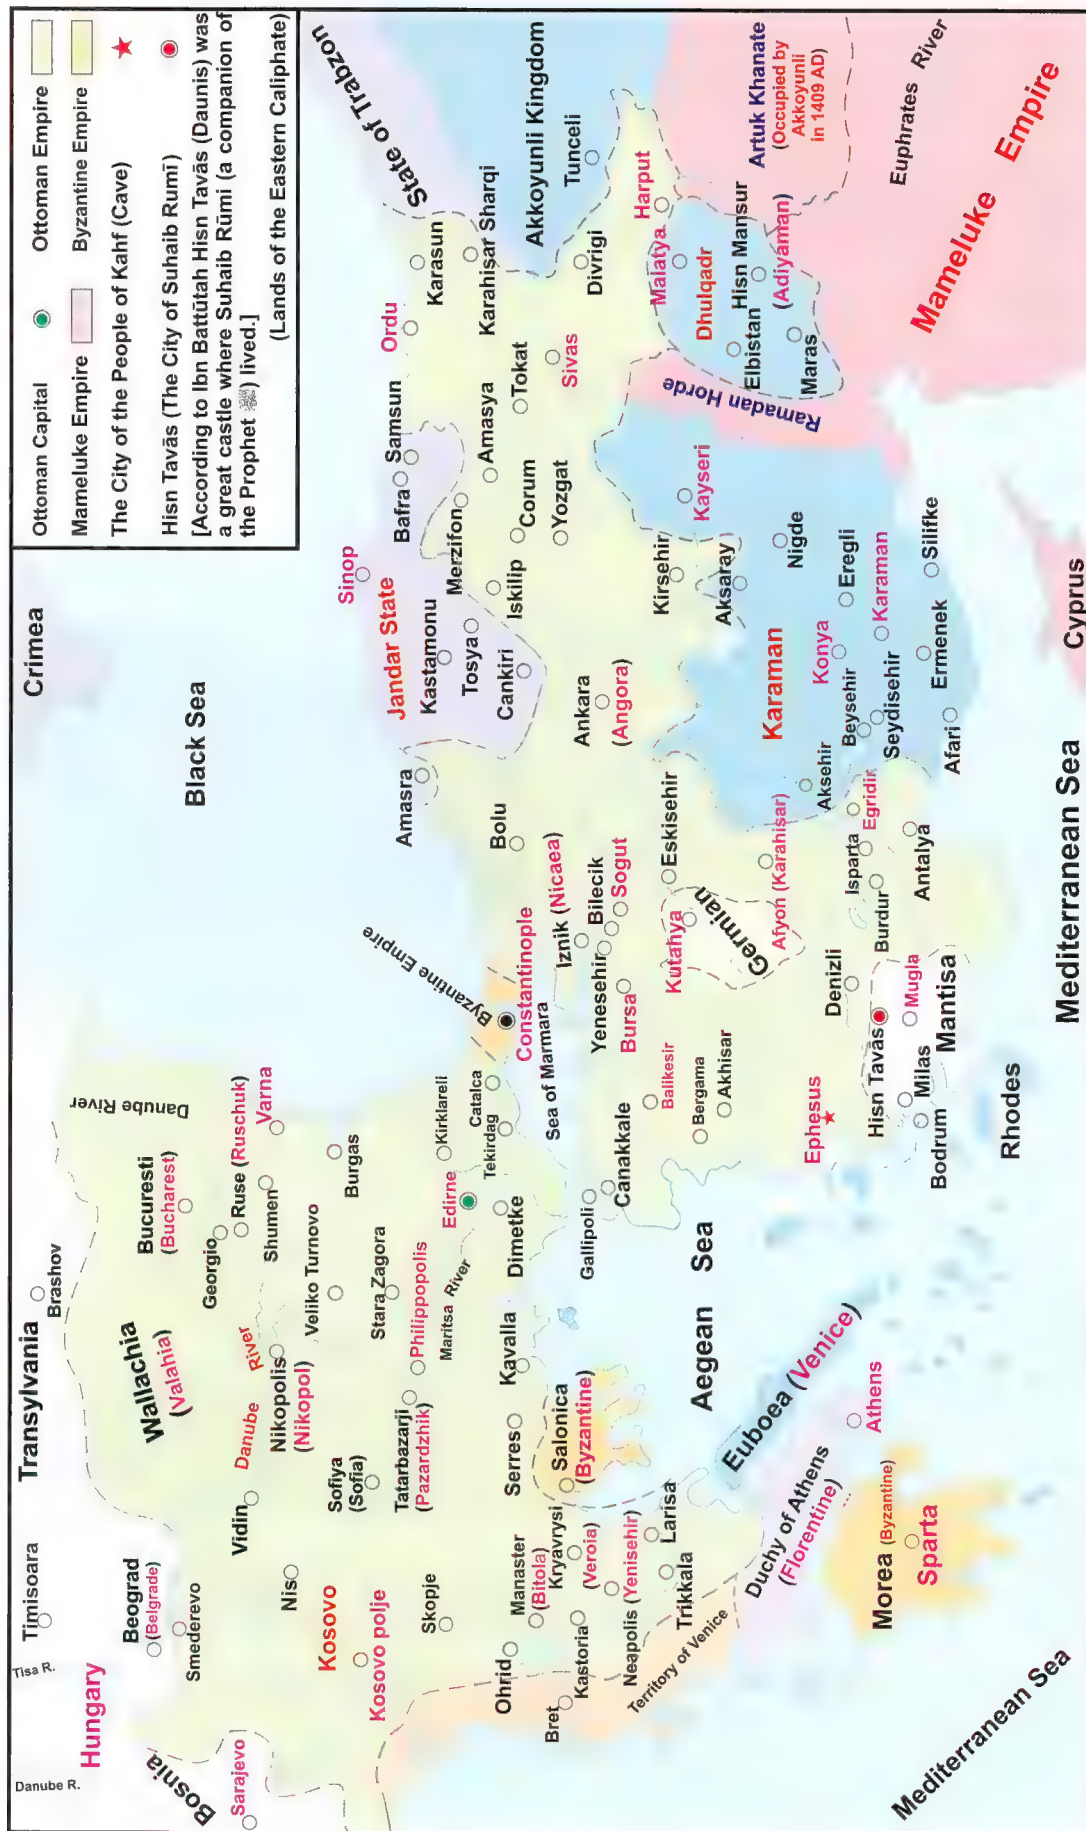 Ottoman Capital
Ottoman Empire
Mameluke Empire
Byzantine Empire
The City of the People of Kahf (Cave)
Hisn Tavās (The City of Suhaib Rumī)
[According to Ibn Battūtah Hisn Tavās (Daunis) was
a great castle where Suhaib Rūmi (a companion of
the Prophet ﷺ) lived.]
(Lands of the Eastern Caliphate)
Danube R.
Tisa R.
Timisoara
Transylvania
Brashov
Crimea
Hungary
Beograd
(Belgrade)
Smederevo
Bosnia
Sarajevo
Wallachia
(Valahia)
Bucuresti
(Bucharest)
Danube River
Georgio
Ruse (Ruschuk)
Varna
Shumen
Danube River
Vidin
Nikopolis
(Nikopol)
Nis
Kosovo
Kosovo polje
Sofiya
(Sofia)
Veliko Turnovo
Burgas
Stara Zagora
Tatarbazarji
(Pazardzhik)
Philippopolis
Maritsa River
Edirne
Kirklareli
Skopje
Black Sea
Byzantine Empire
Constantinople
Catalca
Tekirdag
Sea of Marmara
Dimetke
Kavalla
Serres
Salonica
(Byzantine)
Manaster
(Bitola)
Kryavrysi
(Veroia)
Ohrid
Kastoria
Bret
Neapolis (Yenisehir)
Larisa
Trikkala
Territory of Venice
Gallipoli
Canakkale
Aegean Sea
Euboea (Venice)
Duchy of Athens
(Florentine)
Athens
Morea (Byzantine)
Sparta
Mediterranean Sea
Sinop
Jandar State
Kastamonu
Tosya
Cankiri
Amasra
Bolu
Bafra
Samsun
Merzifon
Amasya
Iskilip
Corum
Yozgat
Ordu
Tokat
Sivas
Karasun
Karahisar Sharqi
State of Trabzon
Akkoyunli Kingdom
Tunceli
Divrigi
Harput
Malatya
Dhulqadr
Hisn Mansur
(Adiyaman)
Elbistan
Maras
Artuk Khanate
(Occupied by
Akkoyunli
in 1409 AD)
Euphrates River
Mameluke Empire
Ramadan Horde
Iznik (Nicaea)
Bilecik
Yenesehir
Sogut
Bursa
Ankara
(Angora)
Kirsehir
Kayseri
Aksaray
Nigde
Eskisehir
Kutahya
Germian
Balikesir
Bergama
Akhisar
Afyon (Karahisar)
Karaman
Konya
Eregli
Karaman
Aksehir
Beysehir
Seydisehir
Ermenek
Silifke
Afari
Isparta
Egridir
Burdur
Antalya
Denizli
Ephesus
Hisn Tavās
Mugla
Milas
Mantisa
Bodrum
Rhodes
Mediterranean Sea
Cyprus